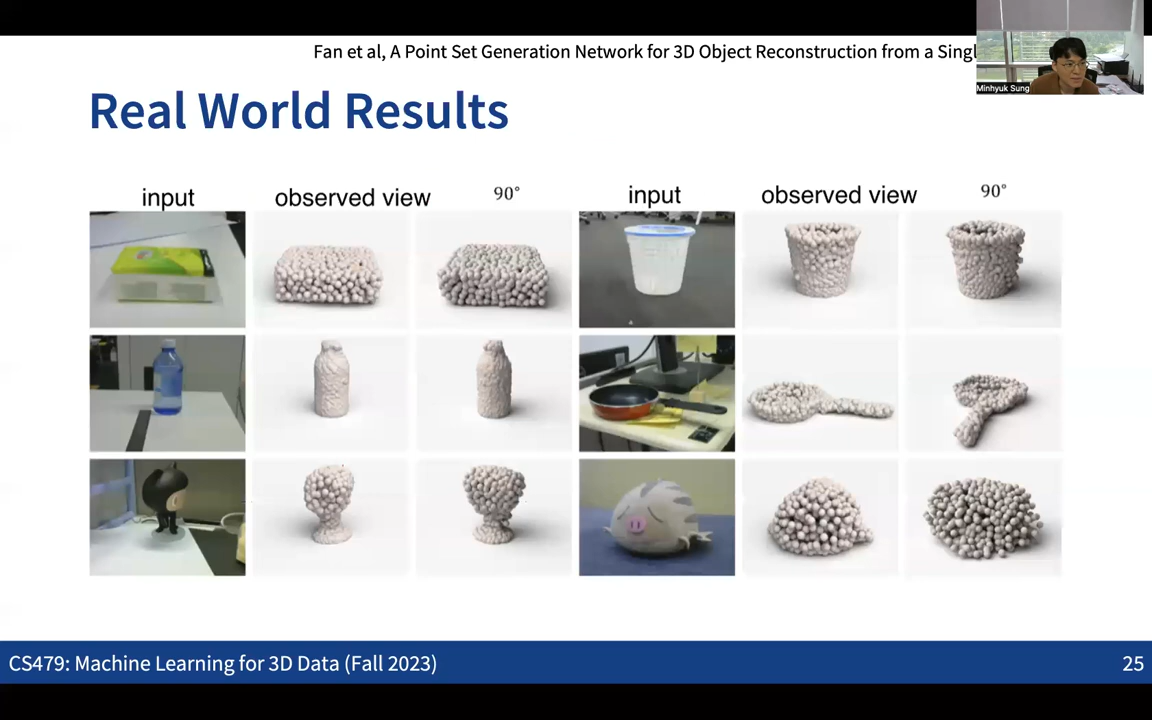 Fan et al, A Point Set Generation Network for 3D Object Reconstruction from a
Minhyuk Sung
Real World Results
input observed view 90° input observed view 90°
CS479: Machine Learning for 3D Data (Fall 2023) 25